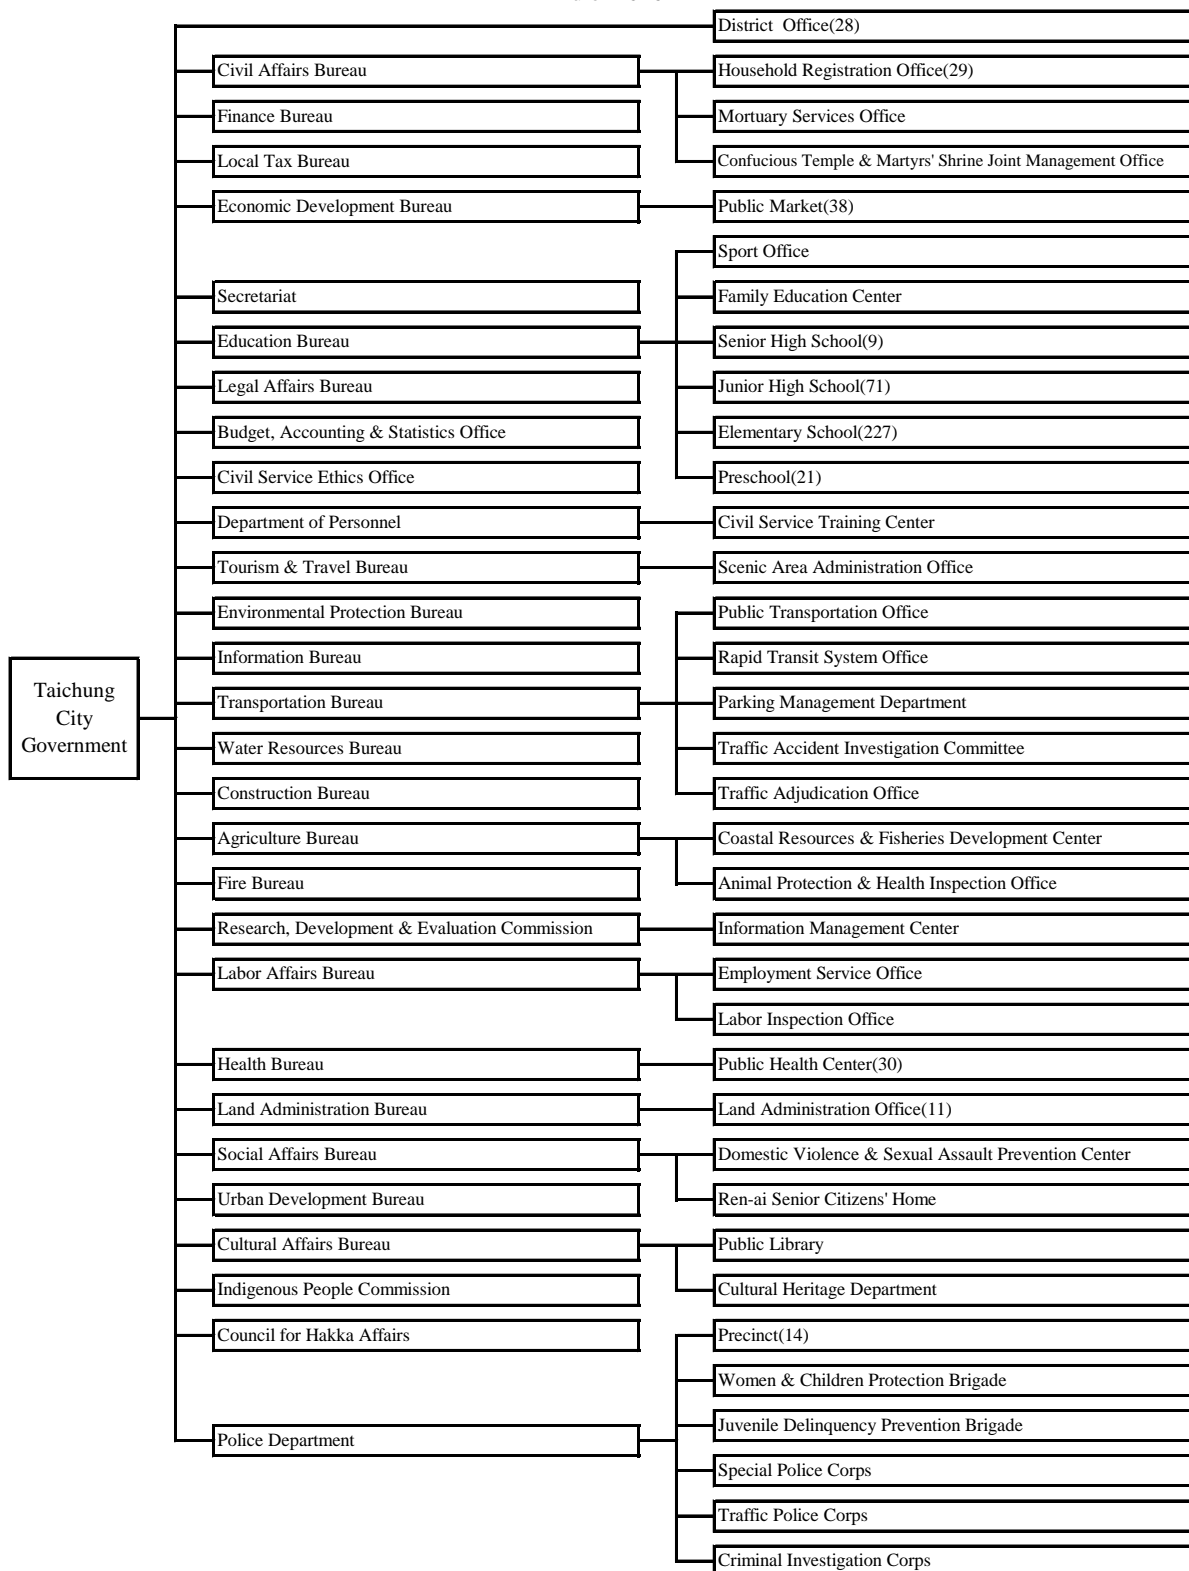 District  Office(28)
Civil Affairs Bureau
Household Registration Office(29)
Finance Bureau
Mortuary Services Office
Local Tax Bureau
Confucious Temple & Martyrs' Shrine Joint Management Office
Economic Development Bureau
Public Market(38)
Sport Office
Secretariat
Family Education Center
Education Bureau
Senior High School(9)
Legal Affairs Bureau
Junior High School(71)
Budget, Accounting & Statistics Office
Elementary School(227)
Civil Service Ethics Office
Preschool(21)
Department of Personnel
Civil Service Training Center
Tourism & Travel Bureau
Scenic Area Administration Office
Environmental Protection Bureau
Public Transportation Office
Information Bureau
Rapid Transit System Office
Taichung
City
Government
Transportation Bureau
Parking Management Department
Water Resources Bureau
Traffic Accident Investigation Committee
Construction Bureau
Traffic Adjudication Office
Agriculture Bureau
Coastal Resources & Fisheries Development Center
Fire Bureau
Animal Protection & Health Inspection Office
Research, Development & Evaluation Commission
Information Management Center
Labor Affairs Bureau
Employment Service Office
Labor Inspection Office
Health Bureau
Public Health Center(30)
Land Administration Bureau
Land Administration Office(11)
Social Affairs Bureau
Domestic Violence & Sexual Assault Prevention Center
Urban Development Bureau
Ren-ai Senior Citizens' Home
Cultural Affairs Bureau
Public Library
Indigenous People Commission
Cultural Heritage Department
Council for Hakka Affairs
Precinct(14)
Women & Children Protection Brigade
Juvenile Delinquency Prevention Brigade
Police Department
Special Police Corps
Traffic Police Corps
Criminal Investigation Corps